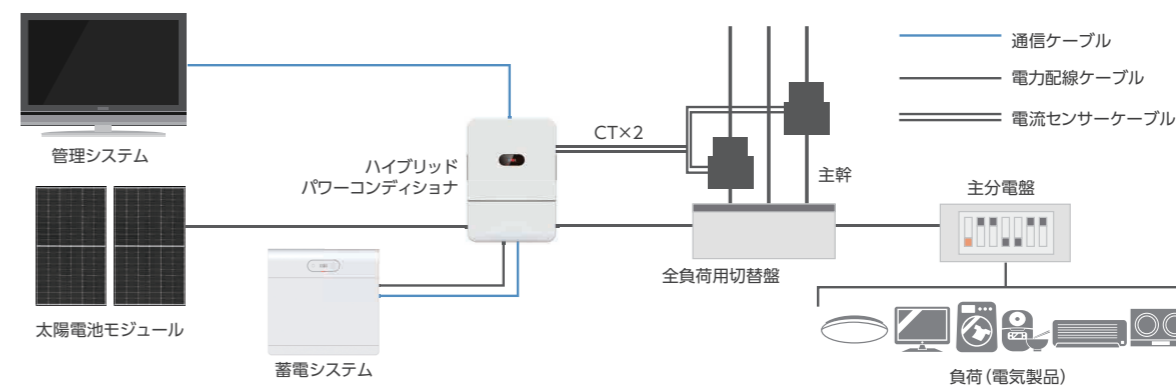 通信ケーブル
電力配線ケーブル
電流センサーケーブル
管理システム
CT×2
ハイブリッド
パワーコンディショナ
主幹
主分電盤
全負荷用切替盤
太陽電池モジュール
蓄電システム
負荷(電気製品)